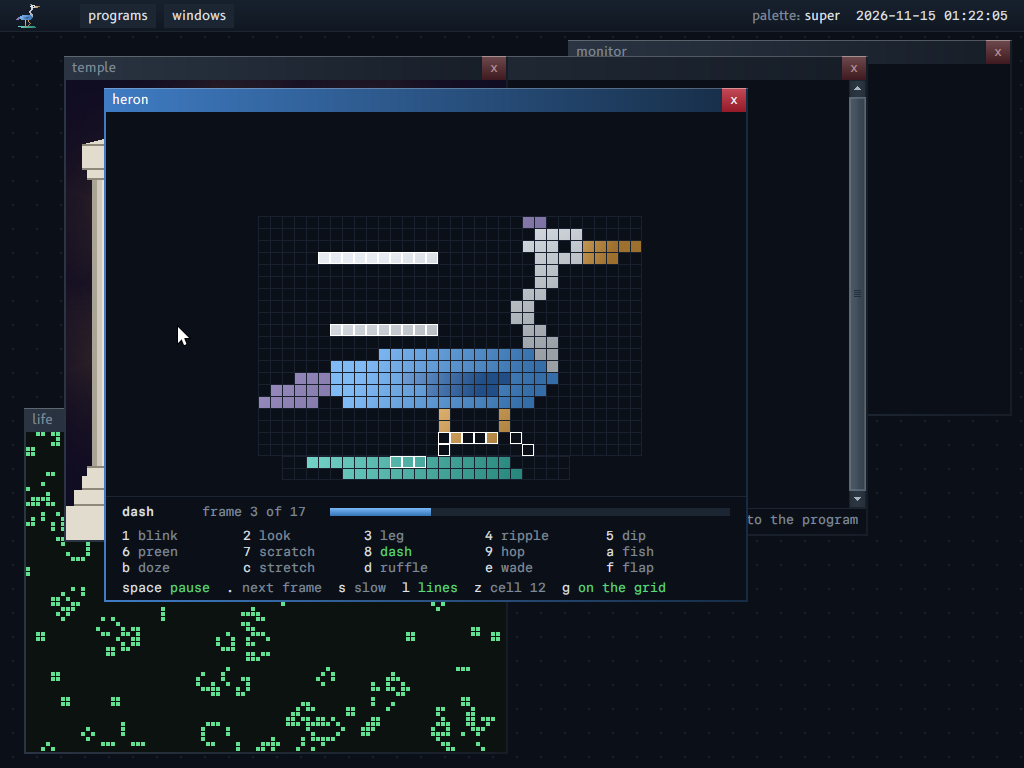 programs windows palette: super 2026-11-15 01:22:05
monitor x
temple x x
heron x
life
dash frame 3 of 17
1 blink 2 look 3 leg 4 ripple 5 dip
6 preen 7 scratch 8 dash 9 hop a fish
b doze c stretch d ruffle e wade f flap
space pause . next frame s slow l lines z cell 12 g on the grid
to the program